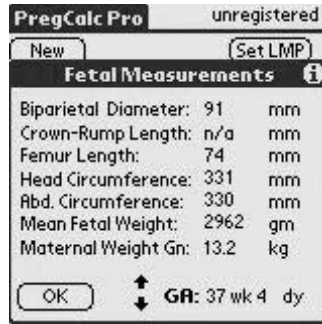 PregCalc Pro unregistered
New Set LMP
Fetal Measurements i
Biparietal Diameter: 91 mm
Crown-Rump Length: n/a mm
Femur Length: 74 mm
Head Circumference: 331 mm
Abd. Circumference: 330 mm
Mean Fetal Weight: 2962 gm
Maternal Weight Gn: 13.2 kg
OK GA: 37 wk 4 dy